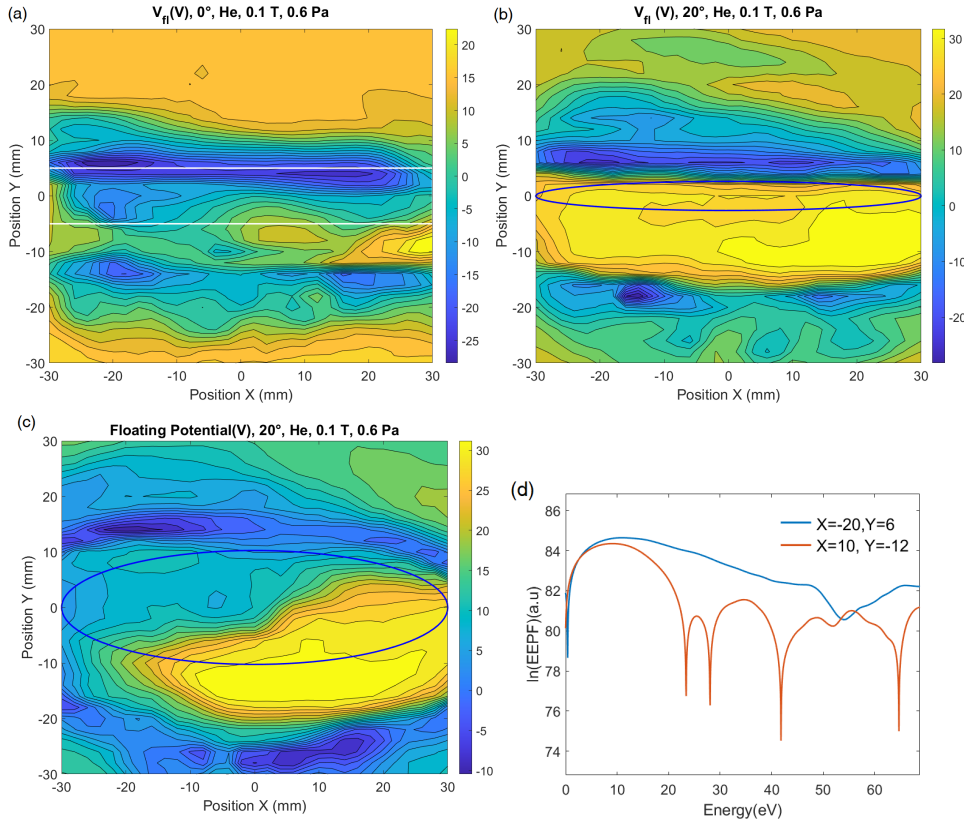 (a)
V_fl(V), 0°, He, 0.1 T, 0.6 Pa
30
20
10
0
-10
-20
-30
Position Y (mm)
-30 -20 -10 0 10 20 30
Position X (mm)
20
15
10
5
0
-5
-10
-15
-20
-25
(b)
V_fl(V), 20°, He, 0.1 T, 0.6 Pa
30
20
10
0
-10
-20
-30
Position Y (mm)
-30 -20 -10 0 10 20 30
Position X (mm)
30
20
10
0
-10
-20
(c)
Floating Potential(V), 20°, He, 0.1 T, 0.6 Pa
30
20
10
0
-10
-20
-30
Position Y (mm)
-30 -20 -10 0 10 20 30
Position X (mm)
30
25
20
15
10
5
0
-5
-10
(d)
X=-20,Y=6
X=10, Y=-12
86
84
82
80
78
76
74
ln(EEPF)(a.u)
0 10 20 30 40 50 60
Energy(eV)